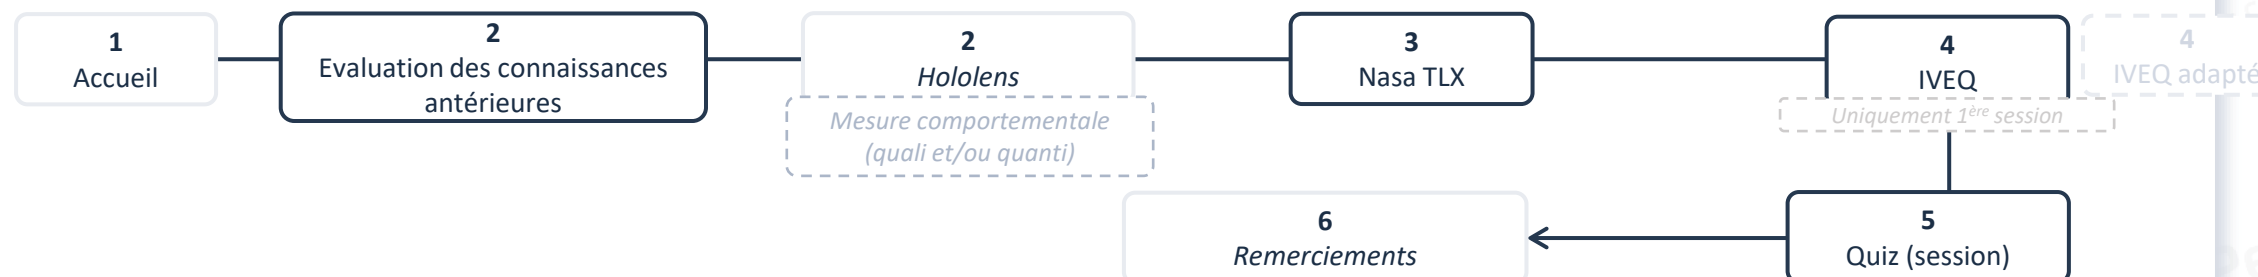 1
Accueil
2
Evaluation des connaissances
antérieures
2
Hololens
Mesure comportementale
(quali et/ou quanti)
3
Nasa TLX
4
IVEQ
Uniquement 1ère session
4
IVEQ adapté
5
Quiz (session)
6
Remerciements